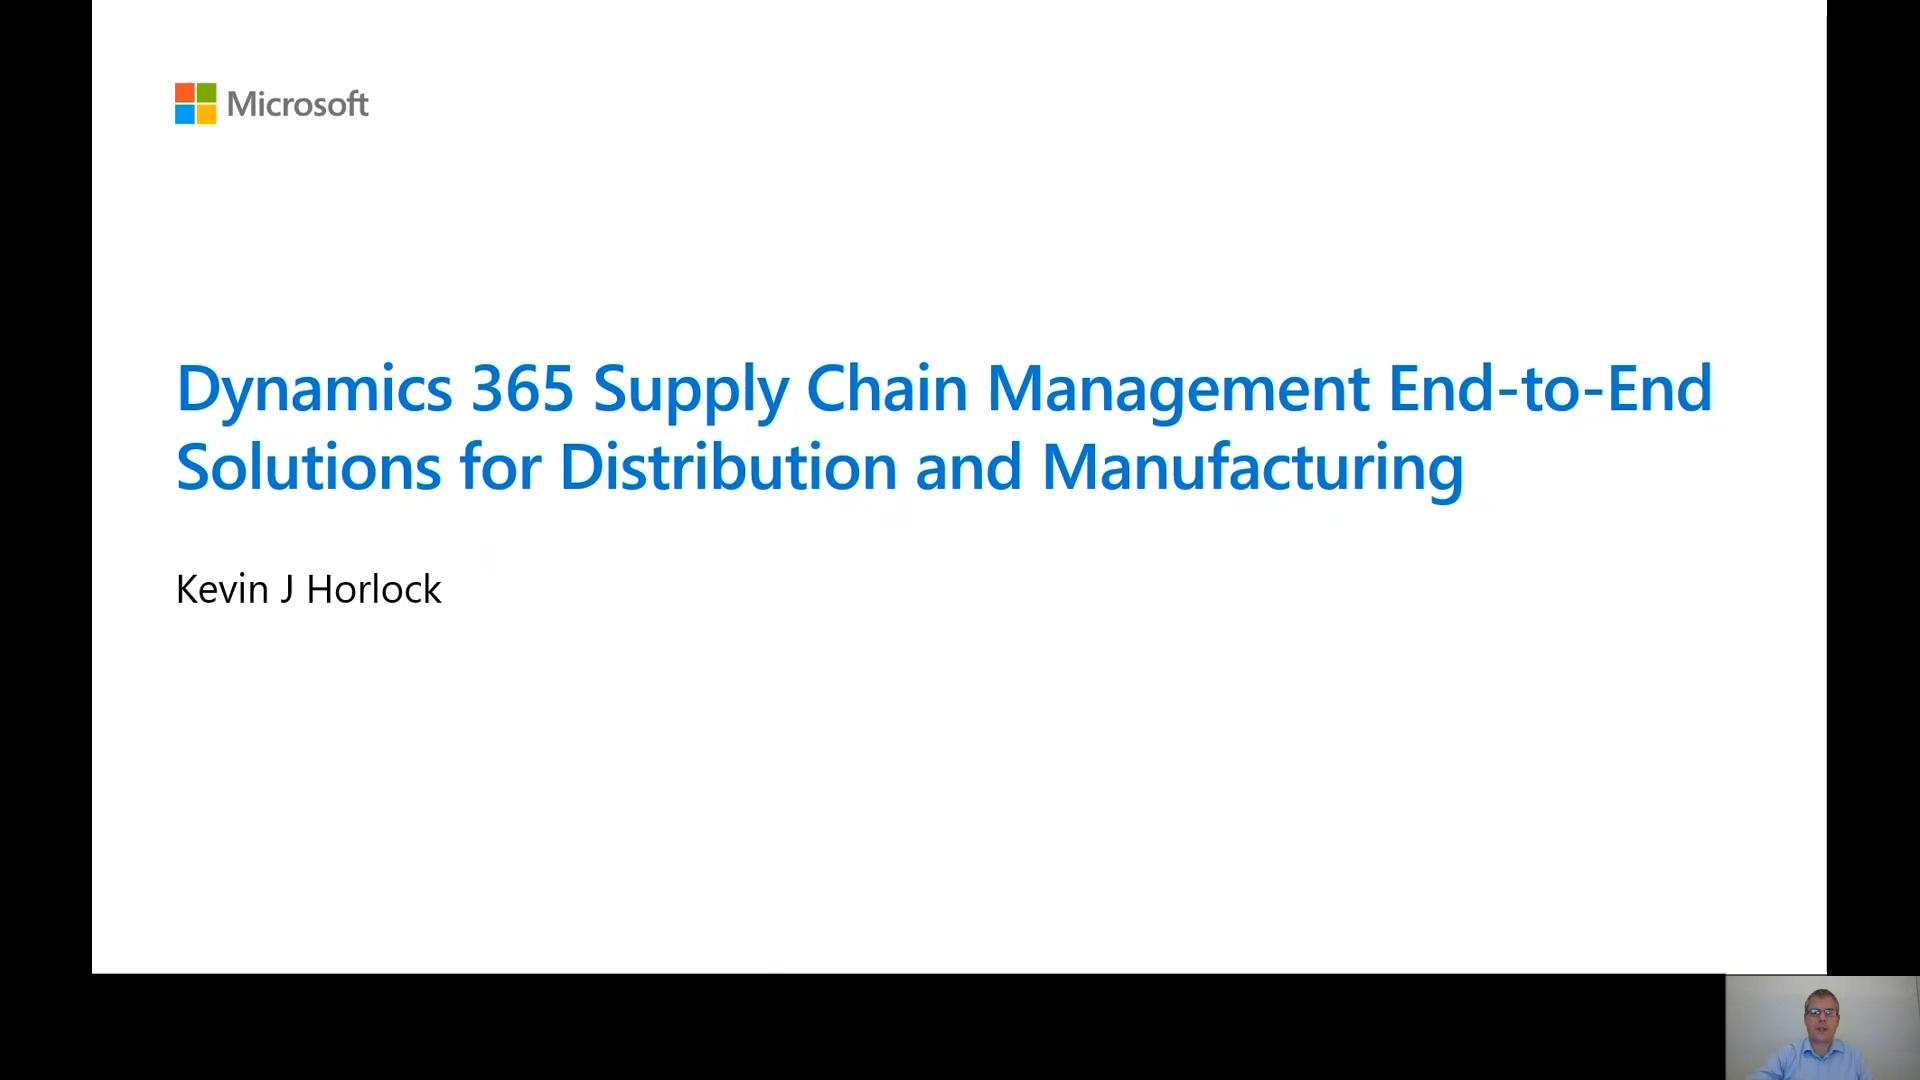 Microsoft
Dynamics 365 Supply Chain Management End-to-End
Solutions for Distribution and Manufacturing
Kevin J Horlock